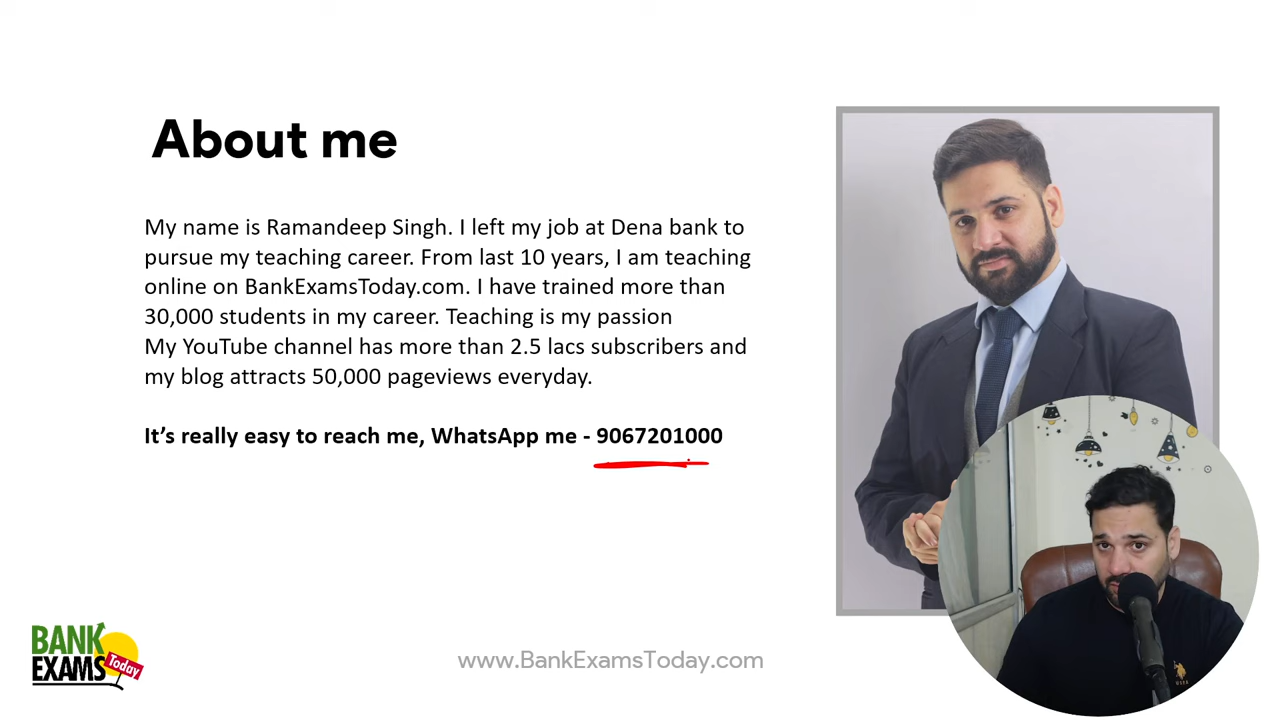 About me
My name is Ramandeep Singh. I left my job at Dena bank to
pursue my teaching career. From last 10 years, I am teaching
online on BankExamsToday.com. I have trained more than
30,000 students in my career. Teaching is my passion
My YouTube channel has more than 2.5 lacs subscribers and
my blog attracts 50,000 pageviews everyday.
It’s really easy to reach me, WhatsApp me - 9067201000
BANK
EXAMS Today
www.BankExamsToday.com